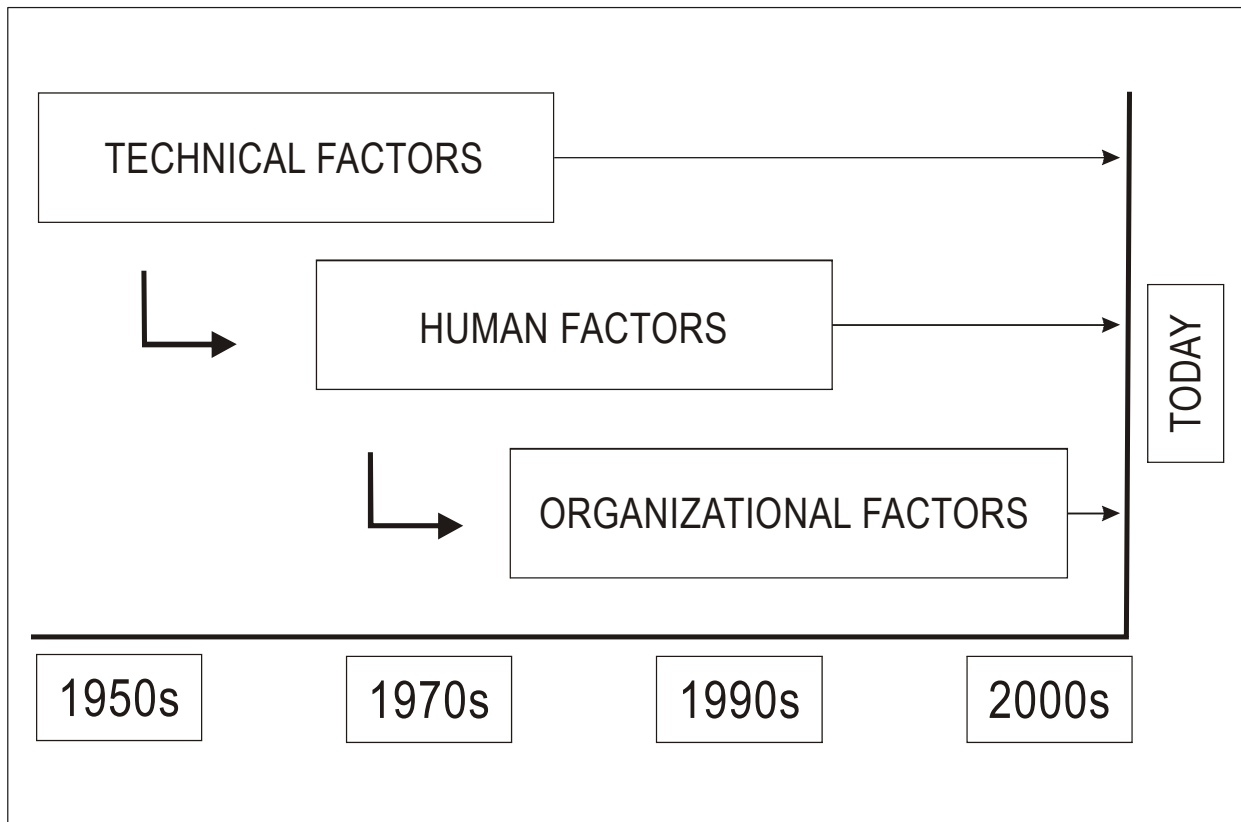 TECHNICAL FACTORS
HUMAN FACTORS
ORGANIZATIONAL FACTORS
TODAY
1950s
1970s
1990s
2000s